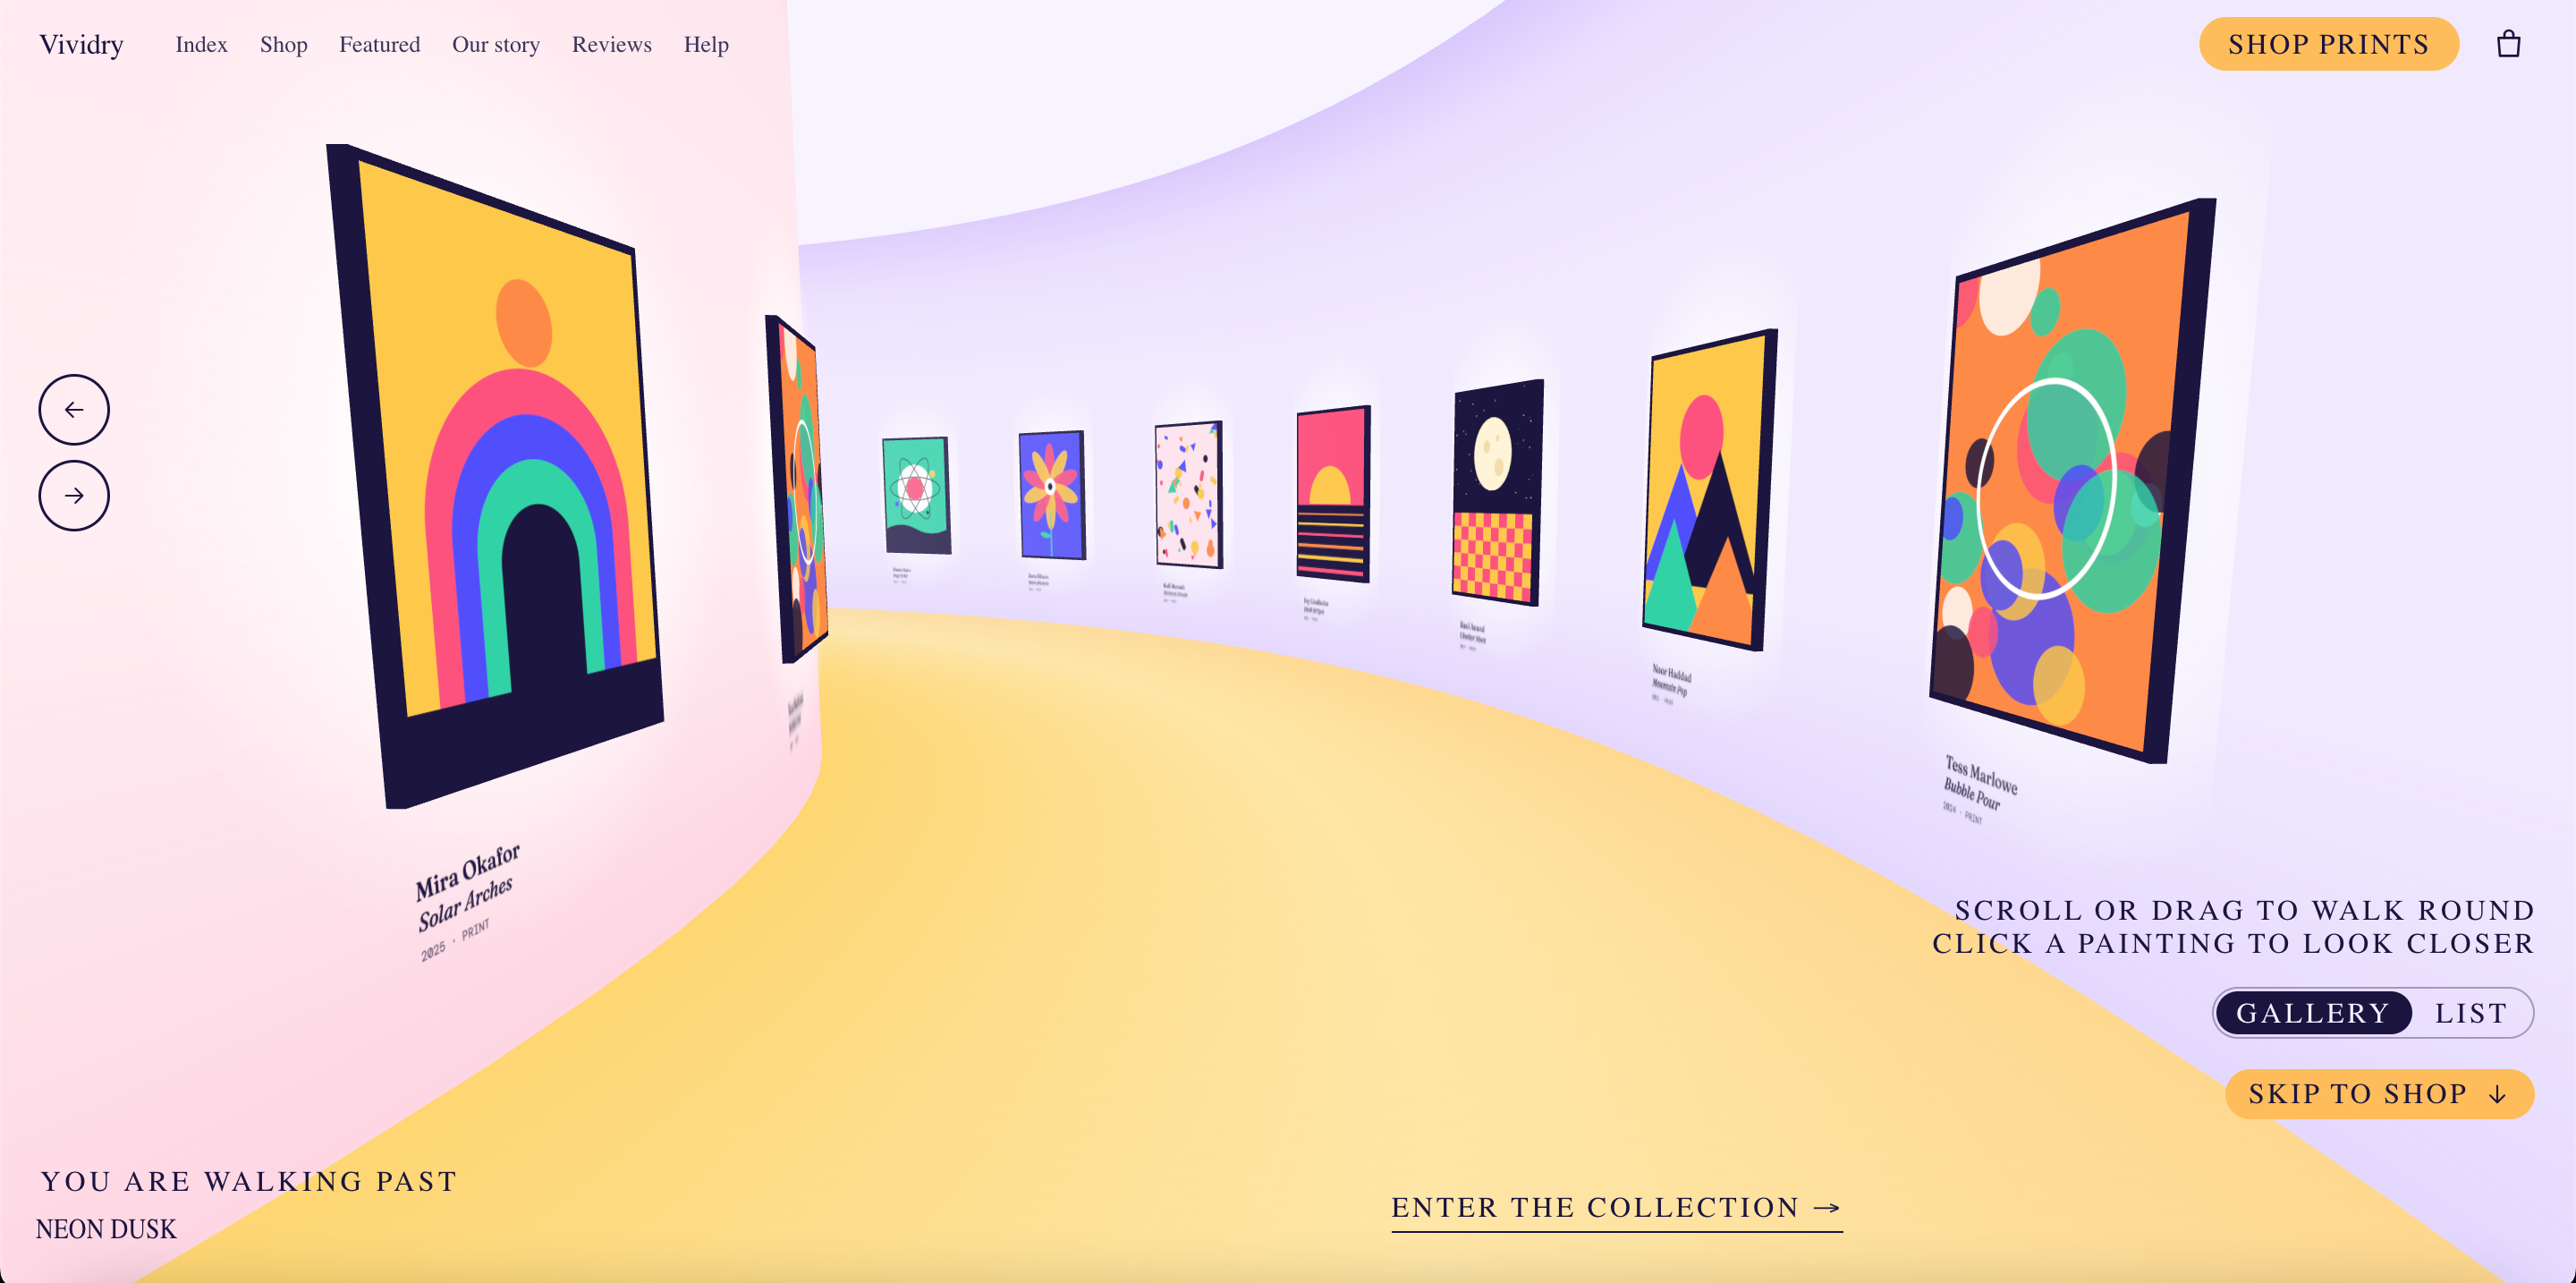 Vividry
Index
Shop
Featured
Our story
Reviews
Help
SHOP PRINTS
Mira Okafor
Solar Arches
2025 · PRINT
Noor Haddad
Mountain Pop
Tess Marlowe
Bubble Pour
2024 · PRINT
SCROLL OR DRAG TO WALK ROUND
CLICK A PAINTING TO LOOK CLOSER
GALLERY
LIST
SKIP TO SHOP ↓
YOU ARE WALKING PAST
NEON DUSK
ENTER THE COLLECTION →